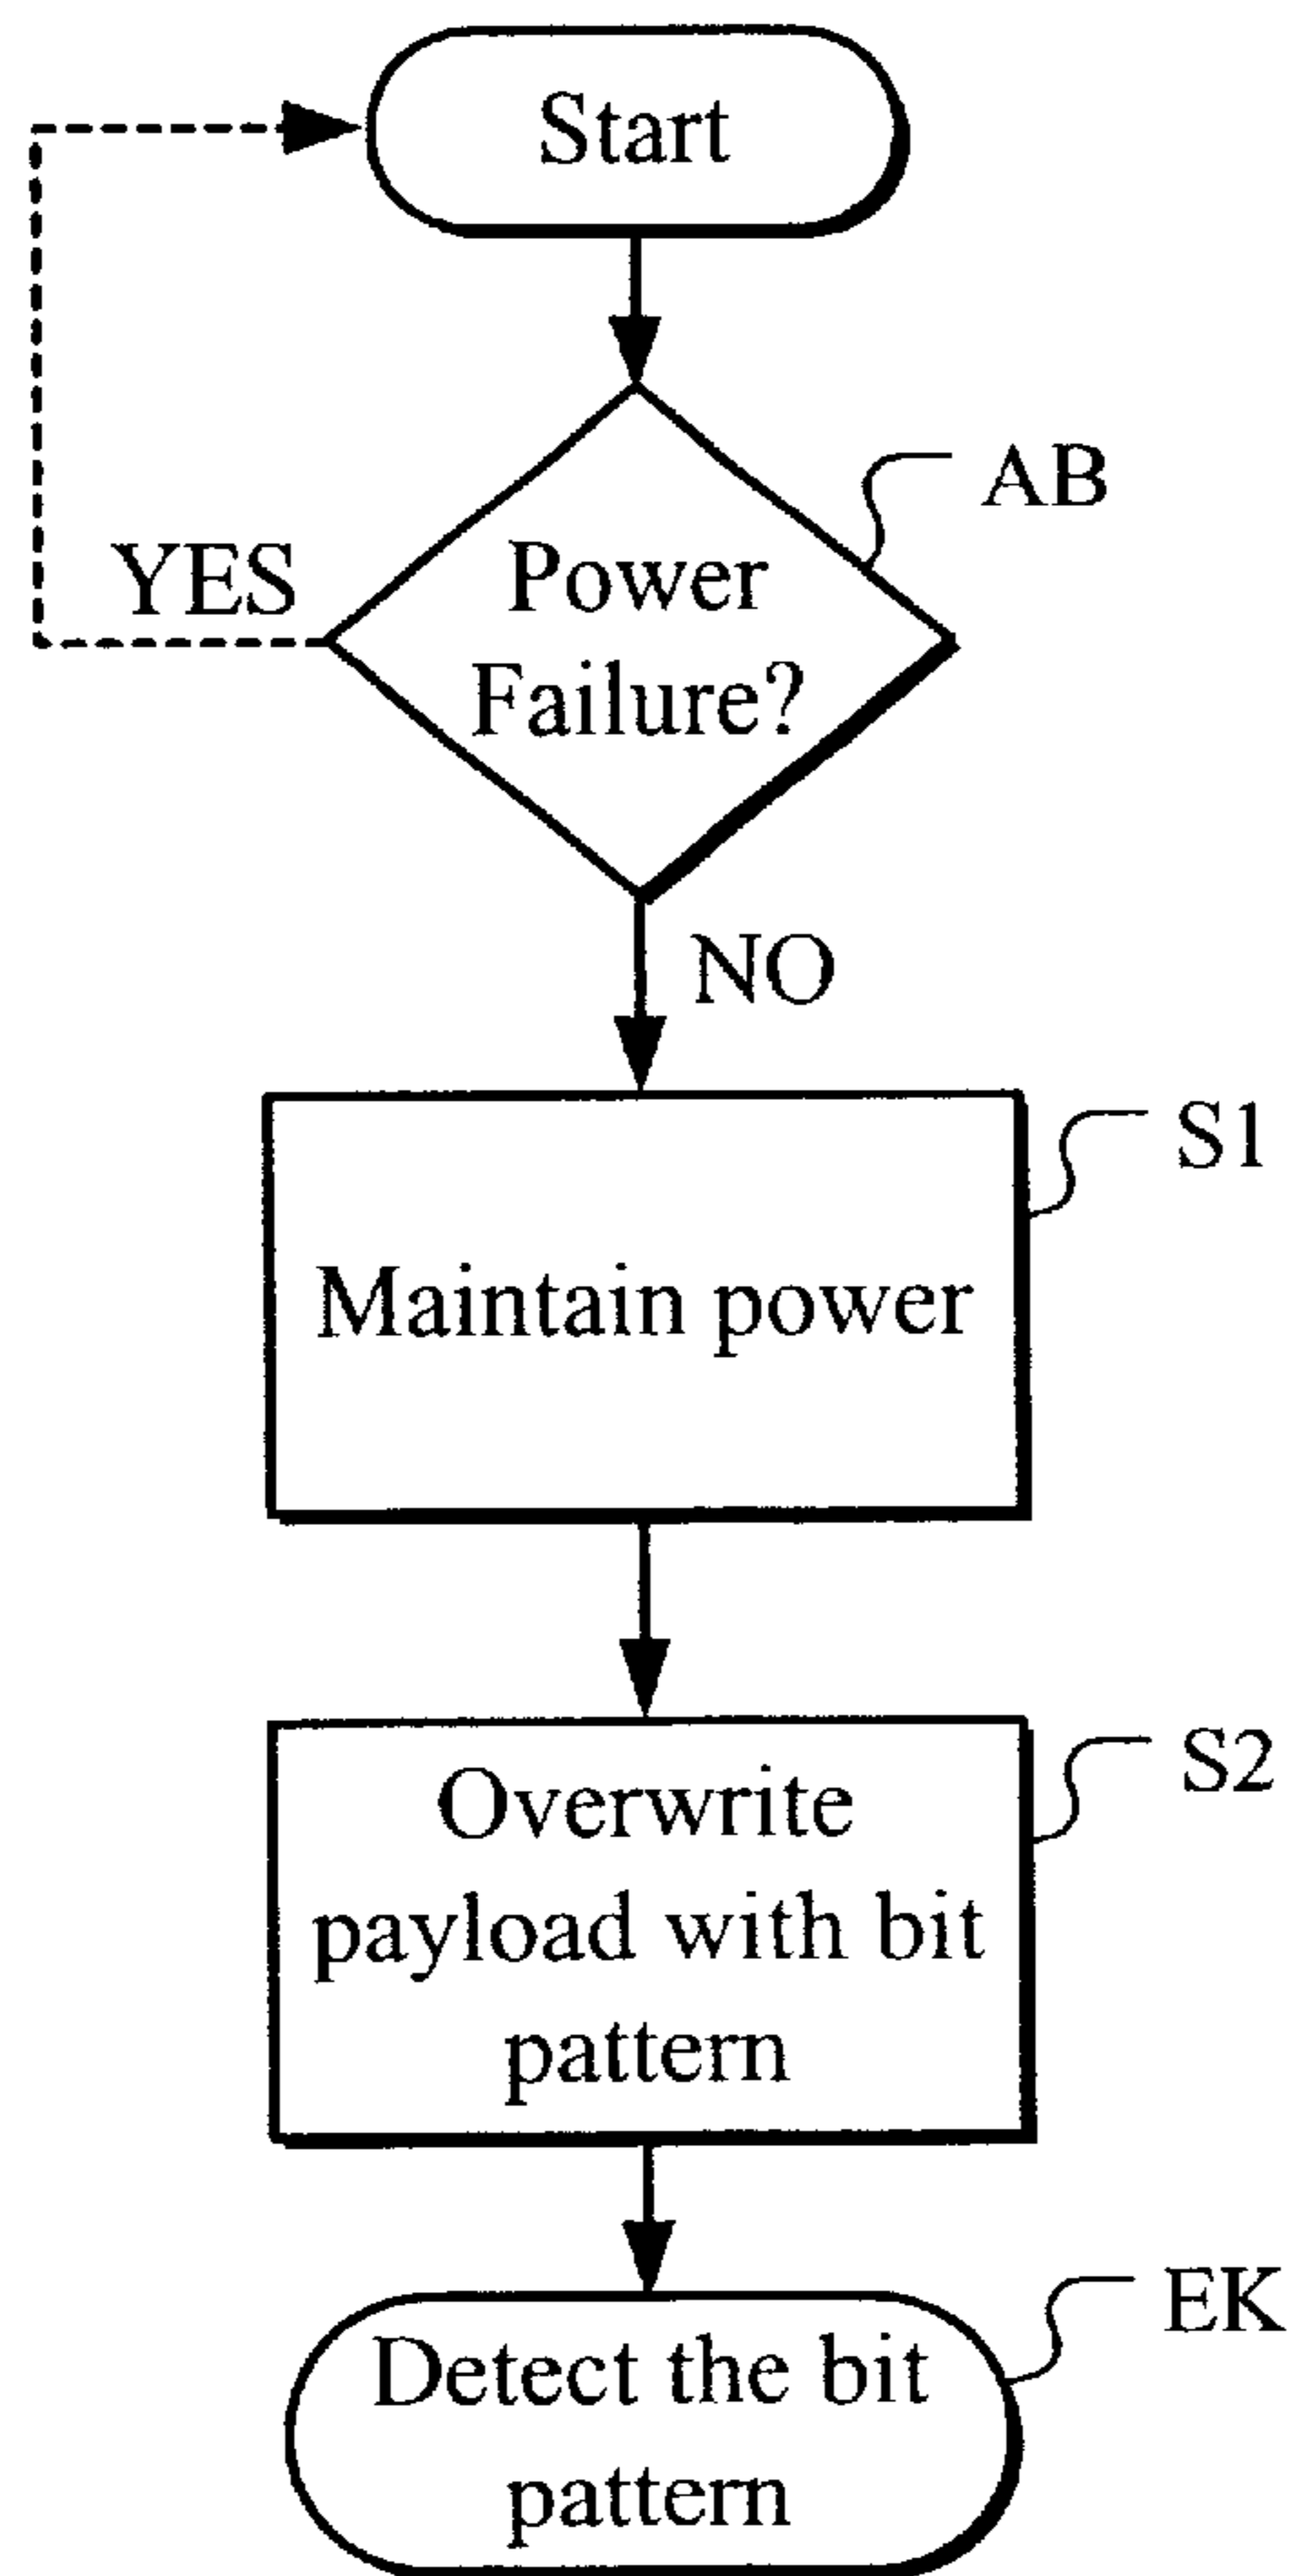 Start
AB
Power
Failure?
YES
NO
S1
Maintain power
S2
Overwrite
payload with bit
pattern
EK
Detect the bit
pattern